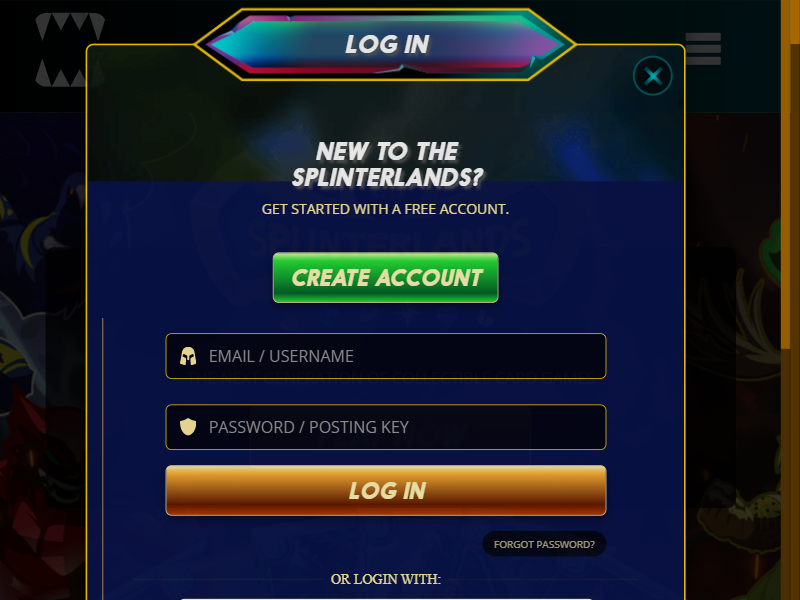 LOG IN
NEW TO THE
SPLINTERLANDS?
GET STARTED WITH A FREE ACCOUNT.
CREATE ACCOUNT
EMAIL / USERNAME
PASSWORD / POSTING KEY
LOG IN
FORGOT PASSWORD?
OR LOGIN WITH: